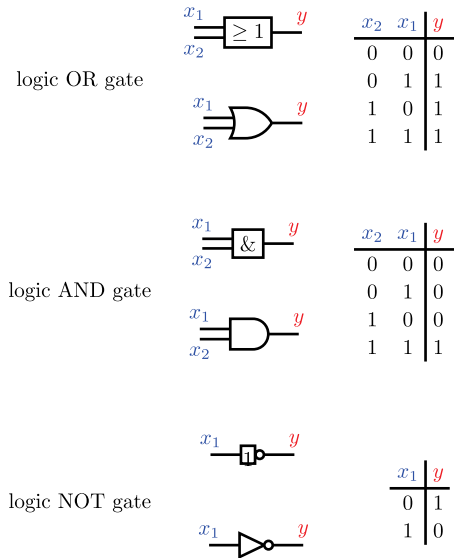 x₁
≥ 1
y
x₂
x₂ x₁ y
0 0 0
0 1 1
1 0 1
1 1 1
logic OR gate
x₁
y
x₂
x₁
&
y
x₂
x₂ x₁ y
0 0 0
0 1 0
1 0 0
1 1 1
logic AND gate
x₁
y
x₂
x₁
1
y
x₁ y
0 1
1 0
logic NOT gate
x₁
y